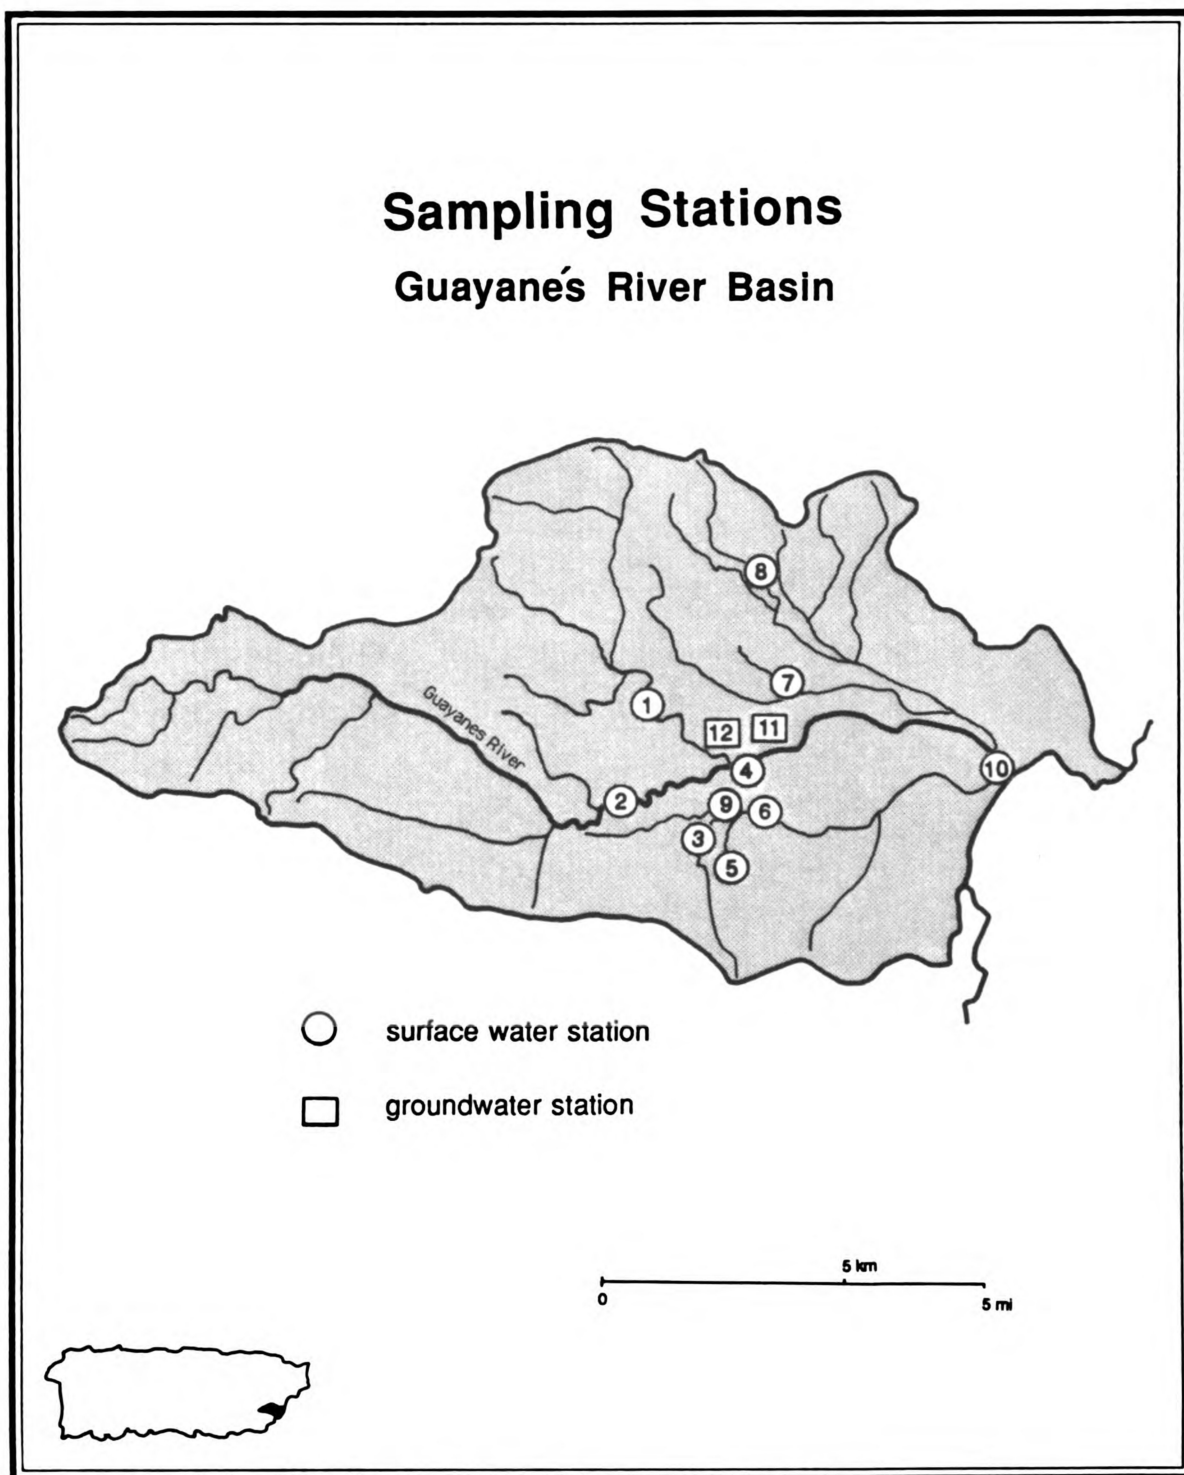 Sampling Stations
Guayanés River Basin
8
7
1
Guayanes River
12
11
4
10
2
9
6
3
5
surface water station
groundwater station
5 km
0
5 mi